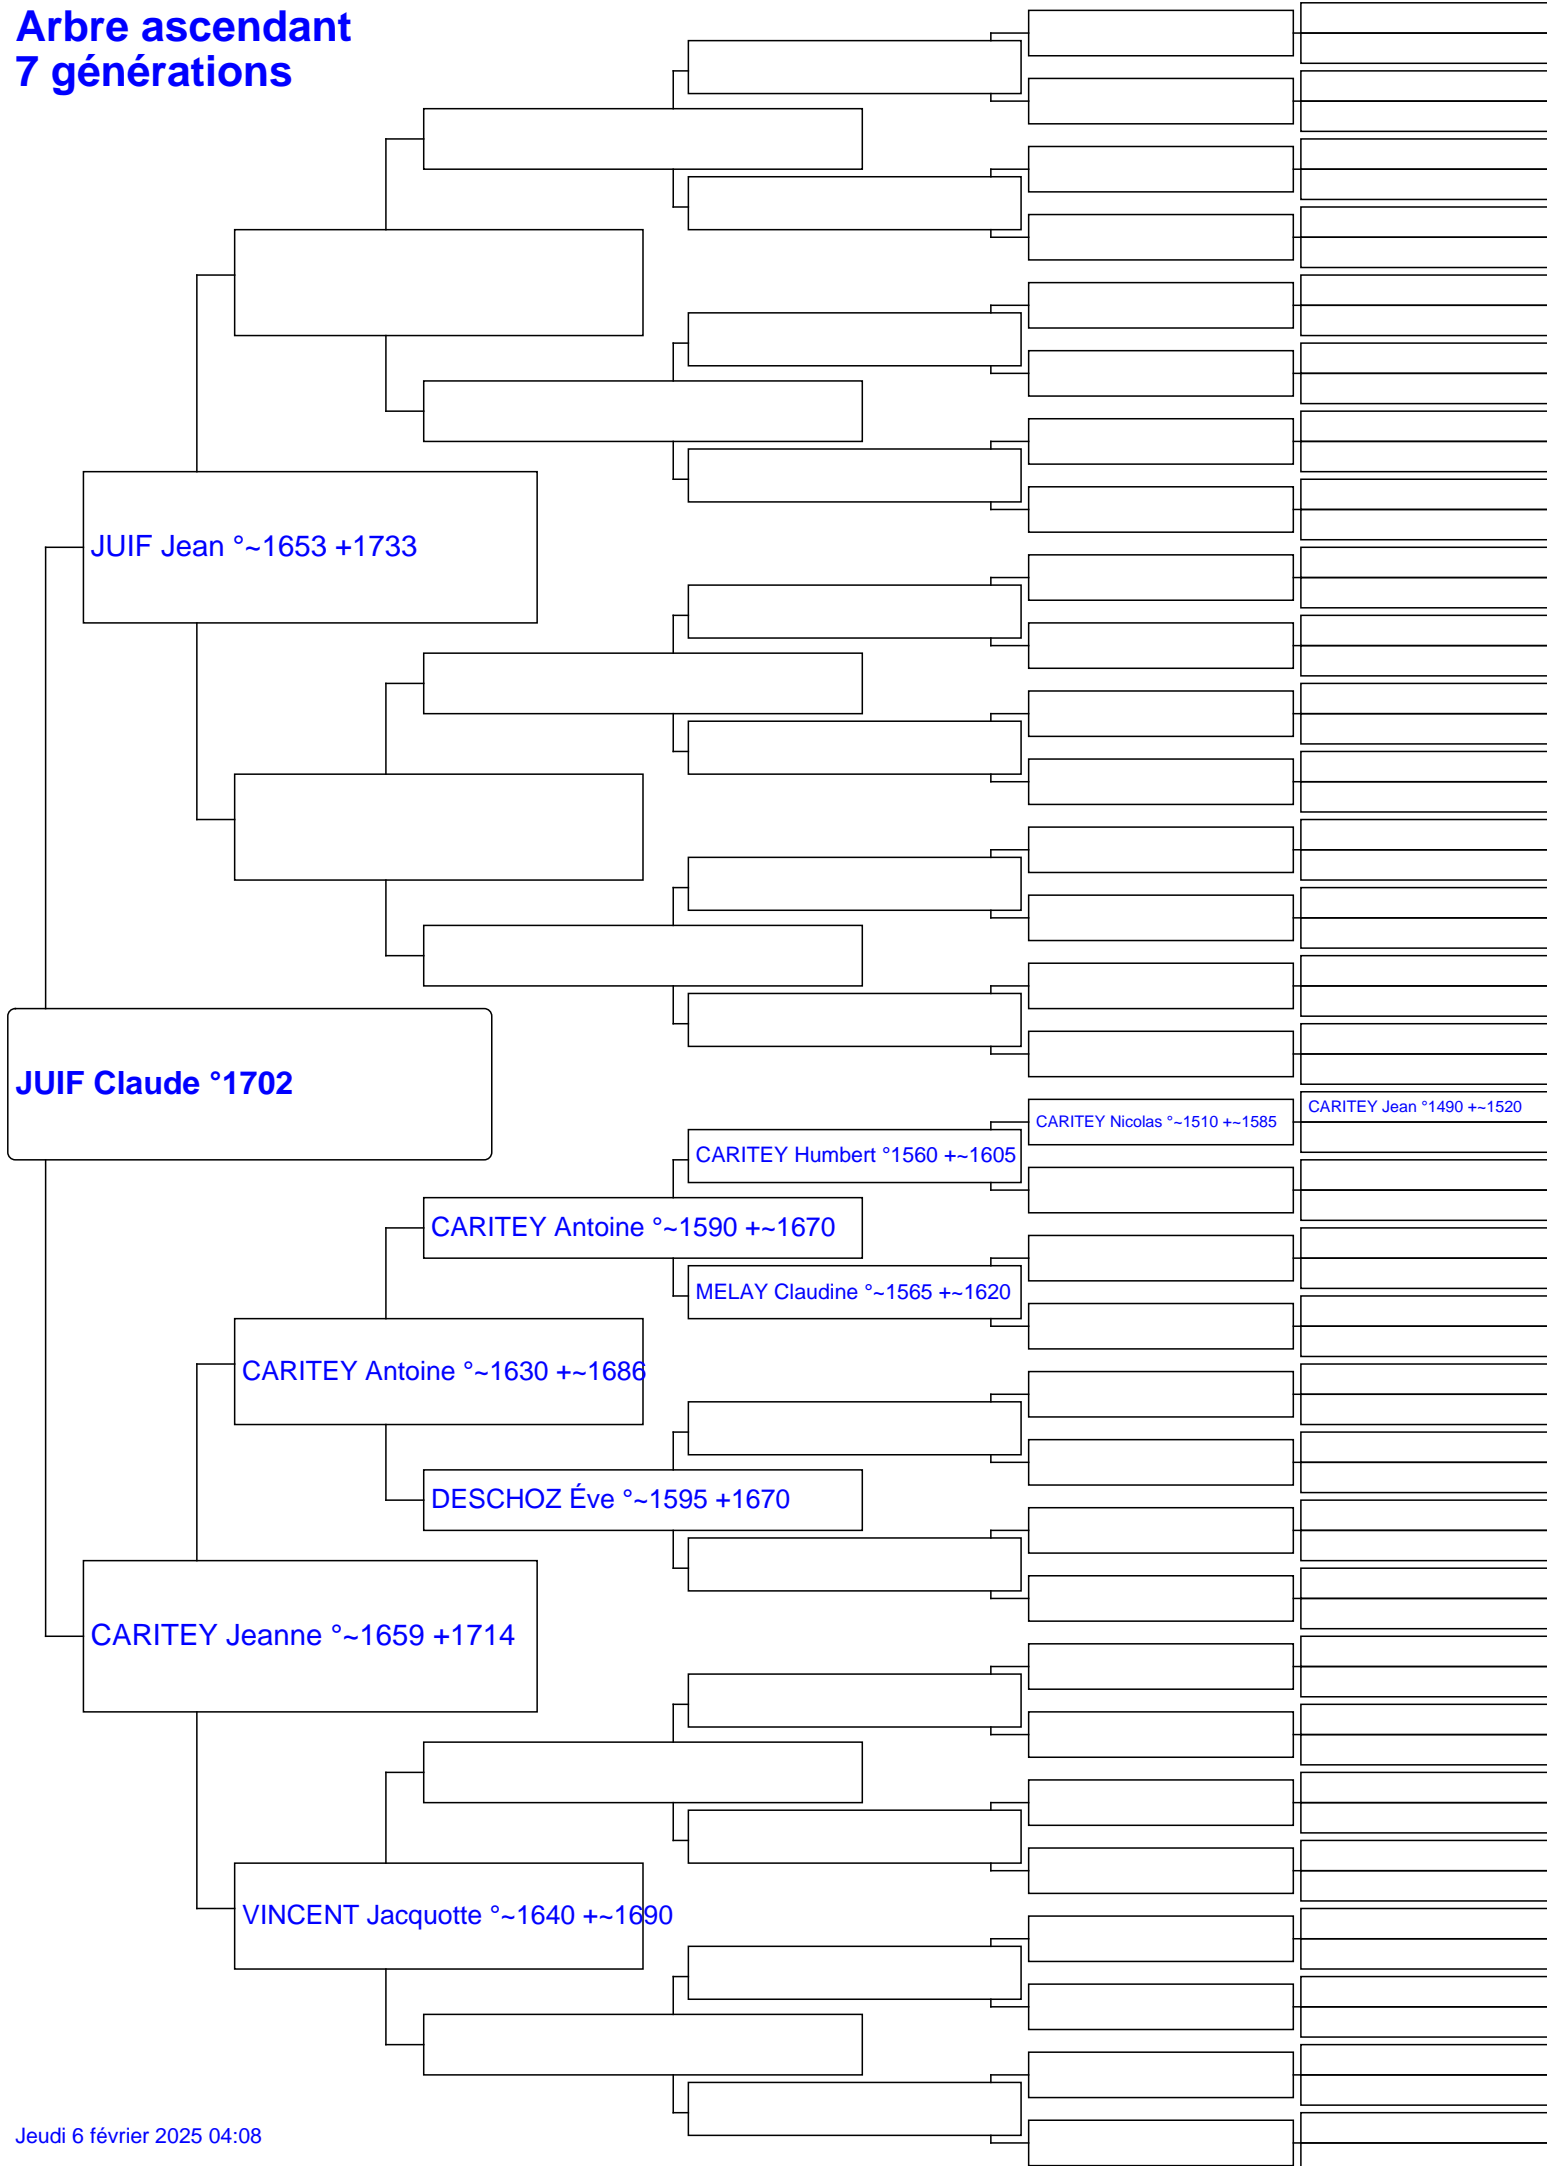 Arbre ascendant
7 générations
JUIF Jean °~1653 +1733
JUIF Claude °1702
CARITEY Jean °1490 +~1520
CARITEY Nicolas °~1510 +~1585
CARITEY Humbert °1560 +~1605
CARITEY Antoine °~1590 +~1670
MELAY Claudine °~1565 +~1620
CARITEY Antoine °~1630 +~1686
DESCHOZ Éve °~1595 +1670
CARITEY Jeanne °~1659 +1714
VINCENT Jacquotte °~1640 +~1690
Jeudi 6 février 2025 04:08